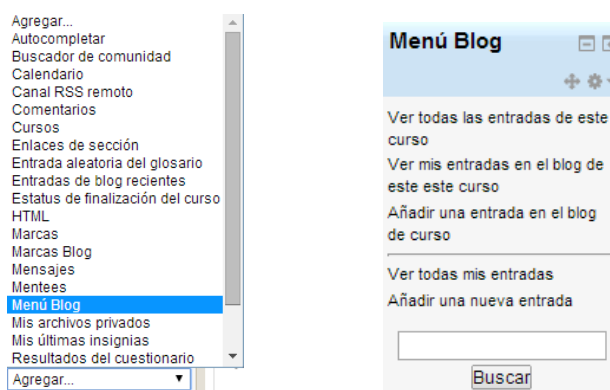 Agregar...
Autocompletar
Buscador de comunidad
Calendario
Canal RSS remoto
Comentarios
Cursos
Enlaces de sección
Entrada aleatoria del glosario
Entradas de blog recientes
Estatus de finalización del curso
HTML
Marcas
Marcas Blog
Mensajes
Mentees
Menú Blog
Mis archivos privados
Mis últimas insignias
Resultados del cuestionario
Agregar...
Menú Blog
Ver todas las entradas de este
curso
Ver mis entradas en el blog de
este este curso
Añadir una entrada en el blog
de curso
Ver todas mis entradas
Añadir una nueva entrada
Buscar